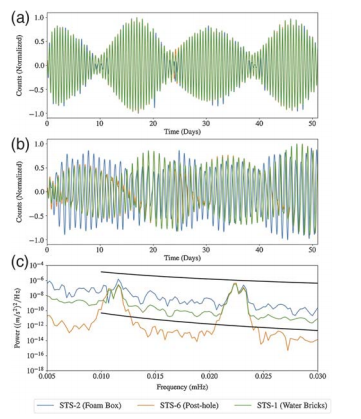 (a)
1.0
0.5
0.0
−0.5
−1.0
Counts (Normalized)
0 10 20 30 40 50
Time (Days)
(b)
1.0
0.5
0.0
−0.5
−1.0
Counts (Normalized)
0 10 20 30 40 50
Time (Days)
(c)
10⁻⁴
10⁻⁶
10⁻⁸
10⁻¹⁰
10⁻¹²
10⁻¹⁴
10⁻¹⁶
10⁻¹⁸
Power ((m/s²)²/Hz)
0.005 0.010 0.015 0.020 0.025 0.030
Frequency (mHz)
STS-2 (Foam Box) STS-6 (Post-hole) STS-1 (Water Bricks)